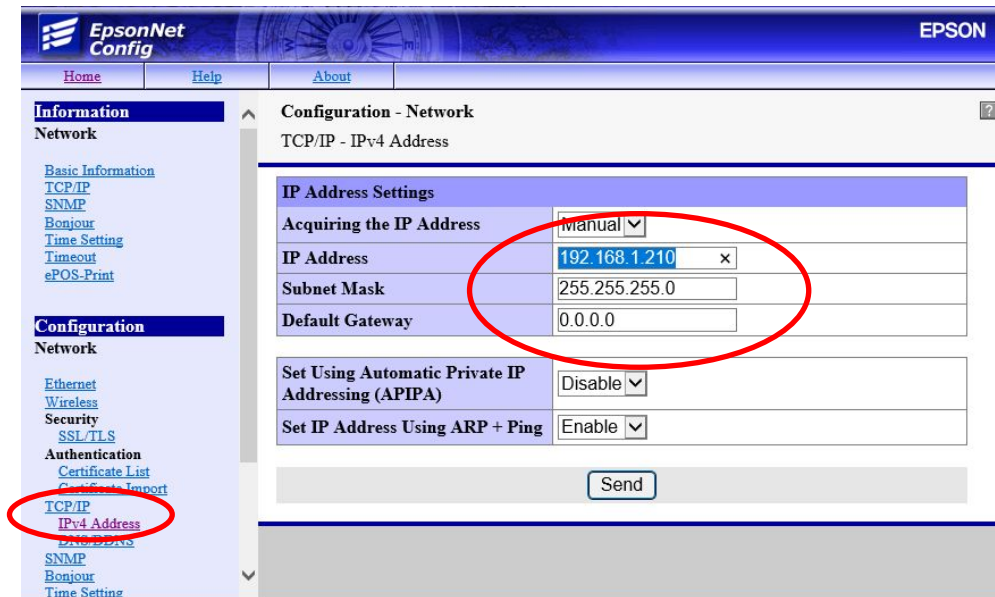 EpsonNet
Config
EPSON
Home Help About
Information
Network
Basic Information
TCP/IP
SNMP
Bonjour
Time Setting
Timeout
ePOS-Print
Configuration
Network
Ethernet
Wireless
Security
SSL/TLS
Authentication
Certificate List
Certificate Import
TCP/IP
IPv4 Address
DNS/DDNS
SNMP
Bonjour
Time Setting
Configuration - Network
?
TCP/IP - IPv4 Address
IP Address Settings
Acquiring the IP Address Manual
IP Address 192.168.1.210 ×
Subnet Mask 255.255.255.0
Default Gateway 0.0.0.0
Set Using Automatic Private IP
Addressing (APIPA) Disable
Set IP Address Using ARP + Ping Enable
Send